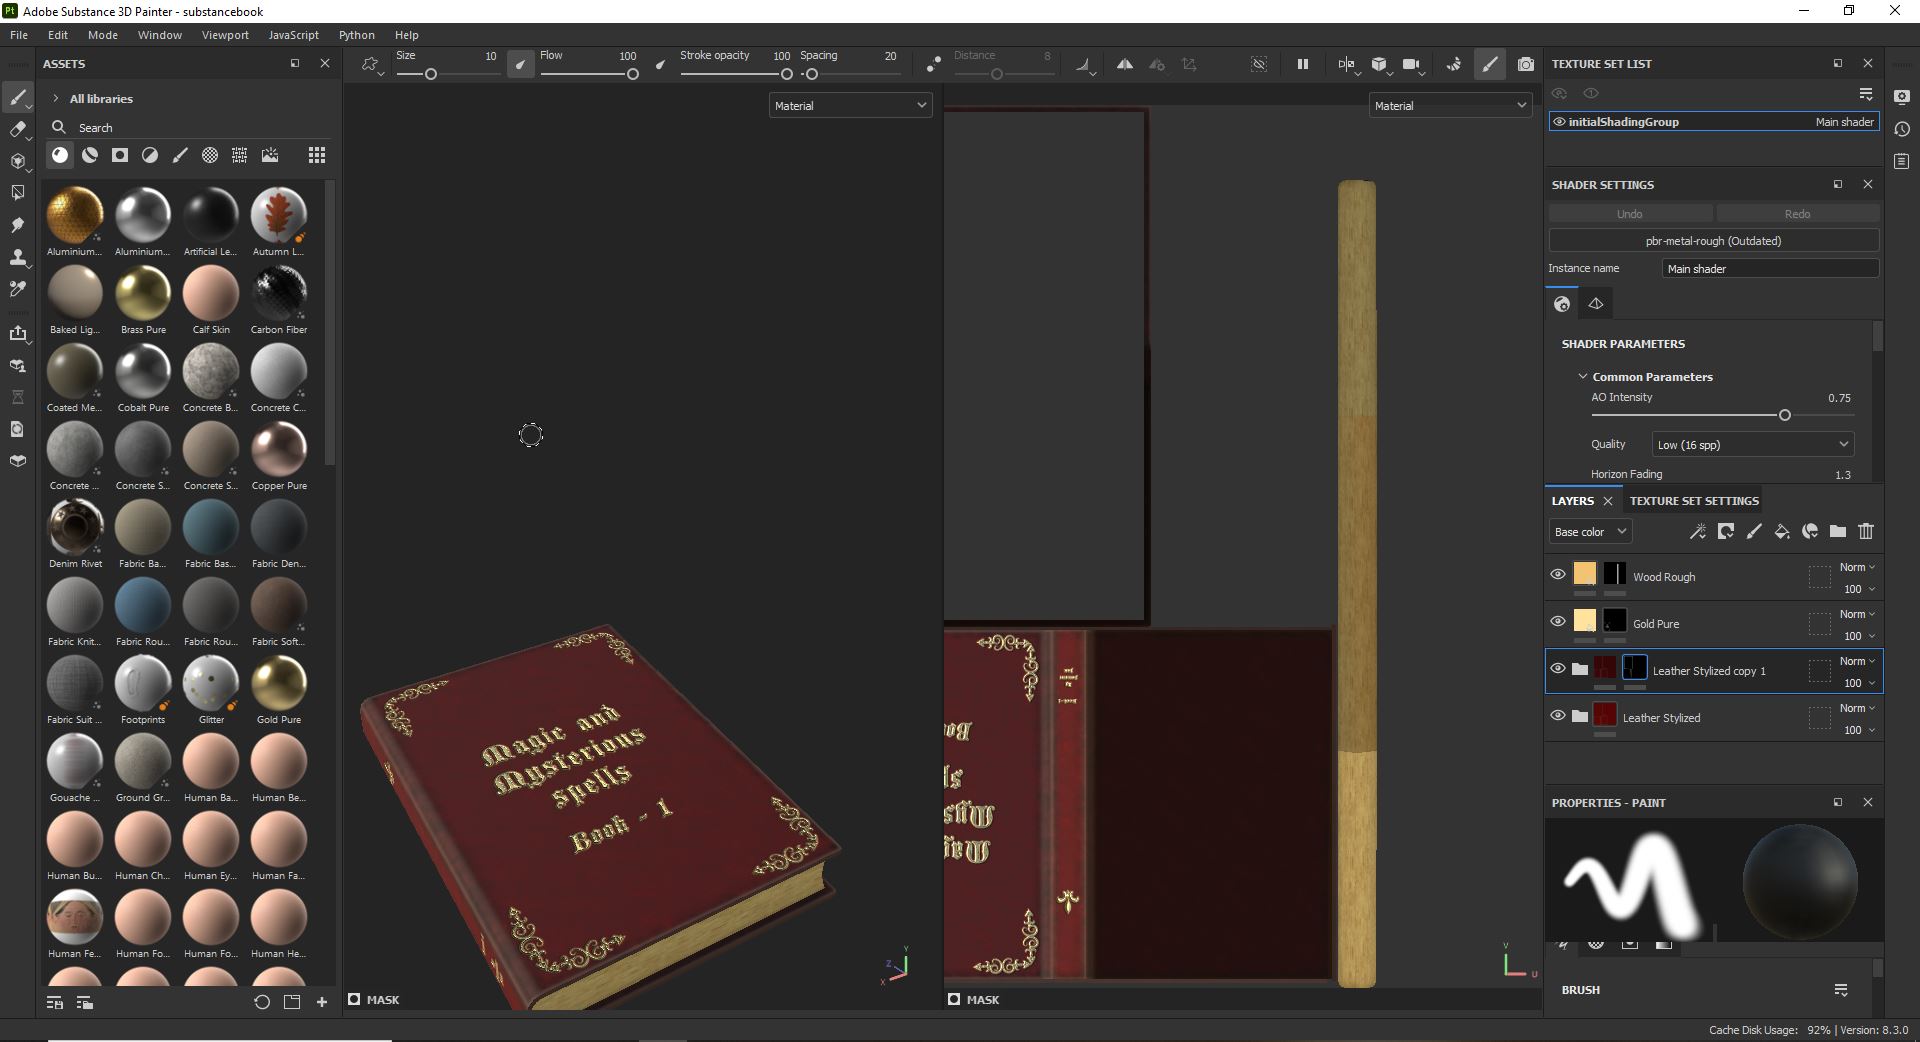 Pt Adobe Substance 3D Painter - substancebook
File Edit Mode Window Viewport JavaScript Python Help
ASSETS
All libraries
Search
Aluminium... Aluminium... Artificial Le... Autumn L...
Baked Lig... Brass Pure Calf Skin Carbon Fiber
Coated Me... Cobalt Pure Concrete B... Concrete C...
Concrete ... Concrete S... Concrete S... Copper Pure
Denim Rivet Fabric Ba... Fabric Bas... Fabric Den...
Fabric Knit... Fabric Rou... Fabric Rou... Fabric Soft...
Fabric Suit ... Footprints Glitter Gold Pure
Gouache ... Ground Gr... Human Ba... Human Be...
Human Bu... Human Ch... Human Ey... Human Fa...
Human Fe... Human Fo... Human Fo... Human He...
Size 10 Flow 100 Stroke opacity 100 Spacing 20 Distance 8
Material
Magic and
Mysterious
Spells
Book - 1
Y
Z
X
MASK
Material
V
U
MASK
TEXTURE SET LIST
initialShadingGroup Main shader
SHADER SETTINGS
Undo Redo
pbr-metal-rough (Outdated)
Instance name Main shader
SHADER PARAMETERS
Common Parameters
AO Intensity 0.75
Quality Low (16 spp)
Horizon Fading 1.3
LAYERS TEXTURE SET SETTINGS
Base color
Wood Rough Norm 100
Gold Pure Norm 100
Leather Stylized copy 1 Norm 100
Leather Stylized Norm 100
PROPERTIES - PAINT
BRUSH
Cache Disk Usage: 92% | Version: 8.3.0